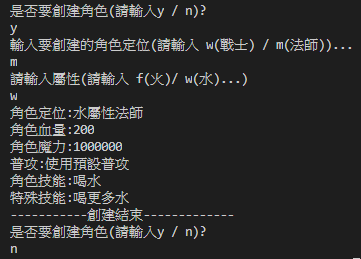 是否要創建角色(請輸入y / n)?
y
輸入要創建的角色定位(請輸入 w(戰士) / m(法師))...
m
請輸入屬性(請輸入 f(火)/ w(水)...)
w
角色定位:水屬性法師
角色血量:200
角色魔力:1000000
普攻:使用預設普攻
角色技能:喝水
特殊技能:喝更多水
-----------創建結束-------------
是否要創建角色(請輸入y / n)?
n